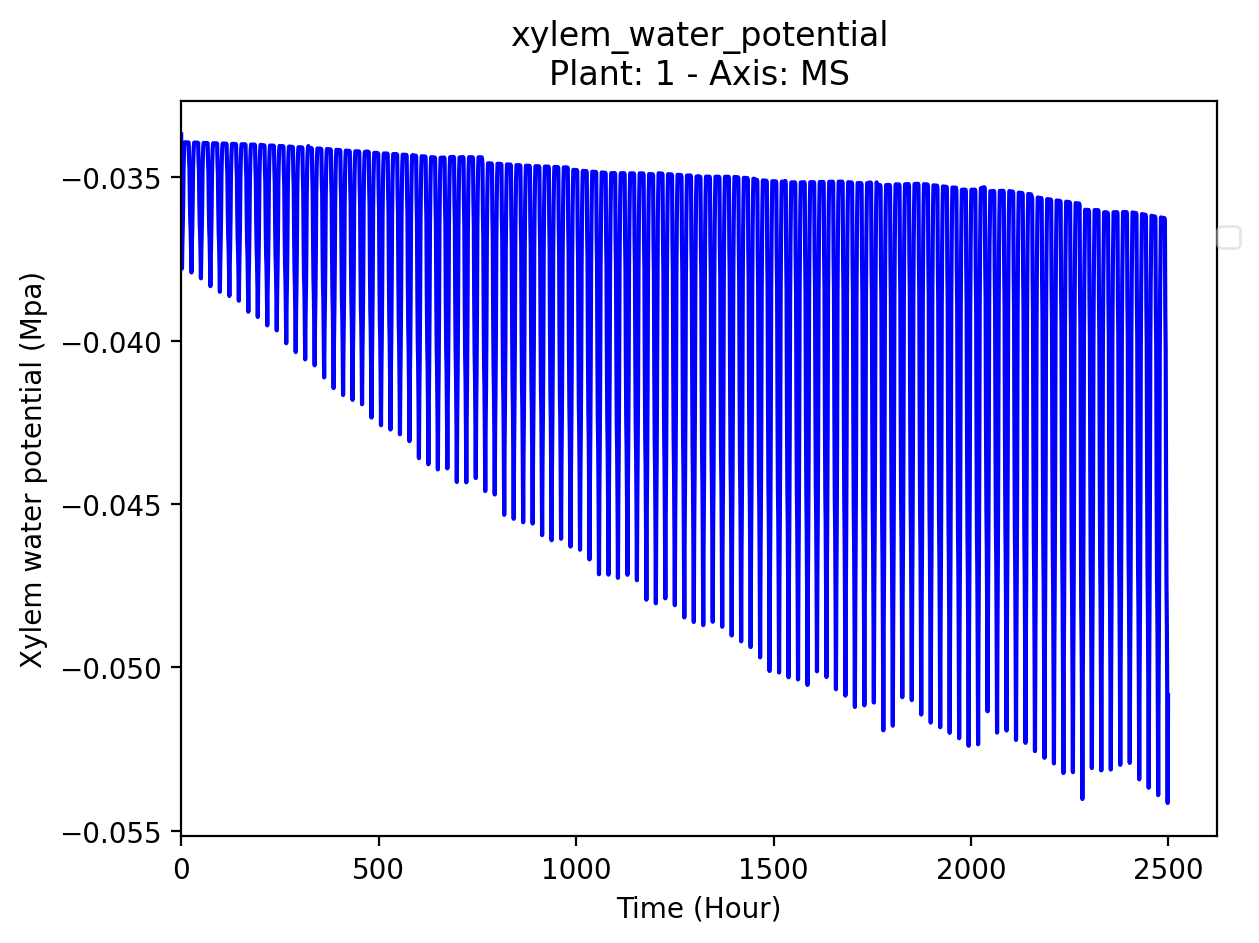 xylem_water_potential
Plant: 1 - Axis: MS
Xylem water potential (Mpa)
−0.035
−0.040
−0.045
−0.050
−0.055
0 500 1000 1500 2000 2500
Time (Hour)